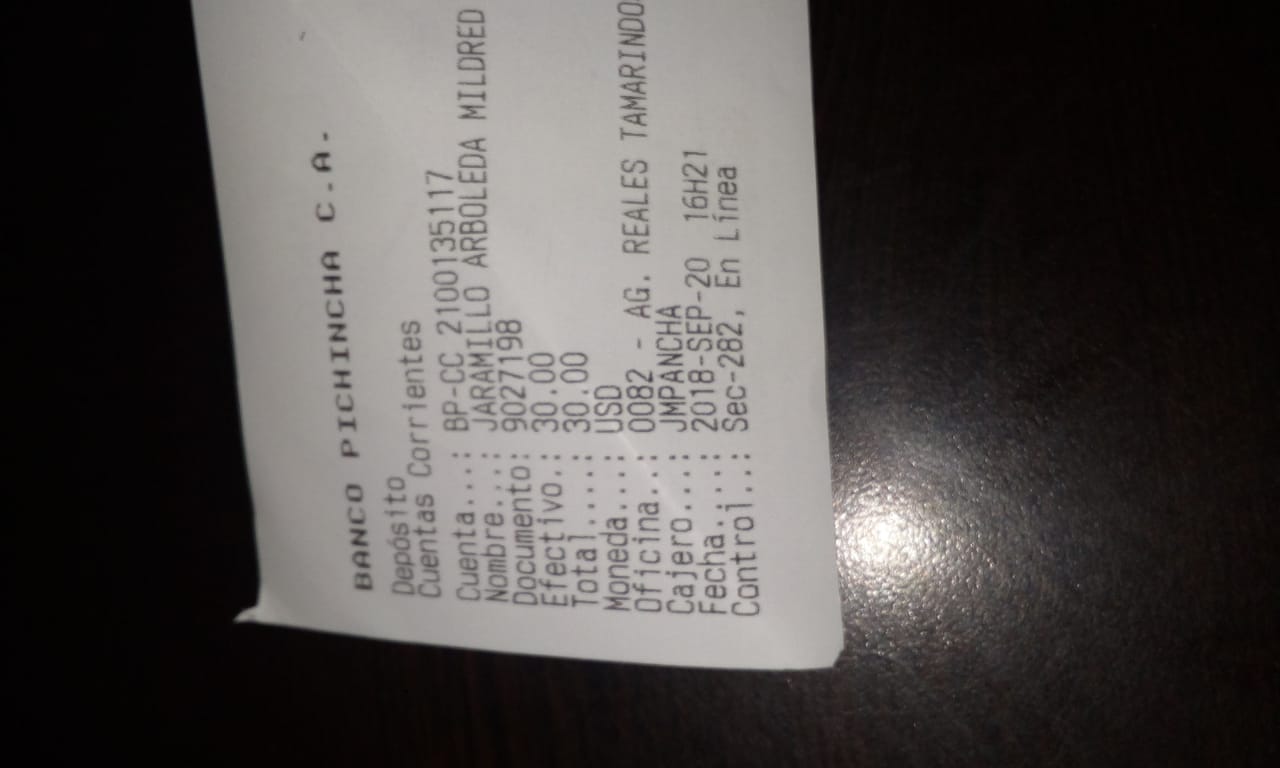 BANCO PICHINCHA C.A.
Depósito
Cuentas Corrientes
Cuenta...: BP-CC 2100135117
Nombre...: JARAMILLO ARBOLEDA MILDRED
Documento: 9027198
Efectivo.: 30.00
Total....: 30.00
Moneda...: USD
Oficina..: 0082 - AG. REALES TAMARINDO
Cajero...: JMPANCHA
Fecha....: 2018-SEP-20 16H21
Control..: Sec-282, En Línea